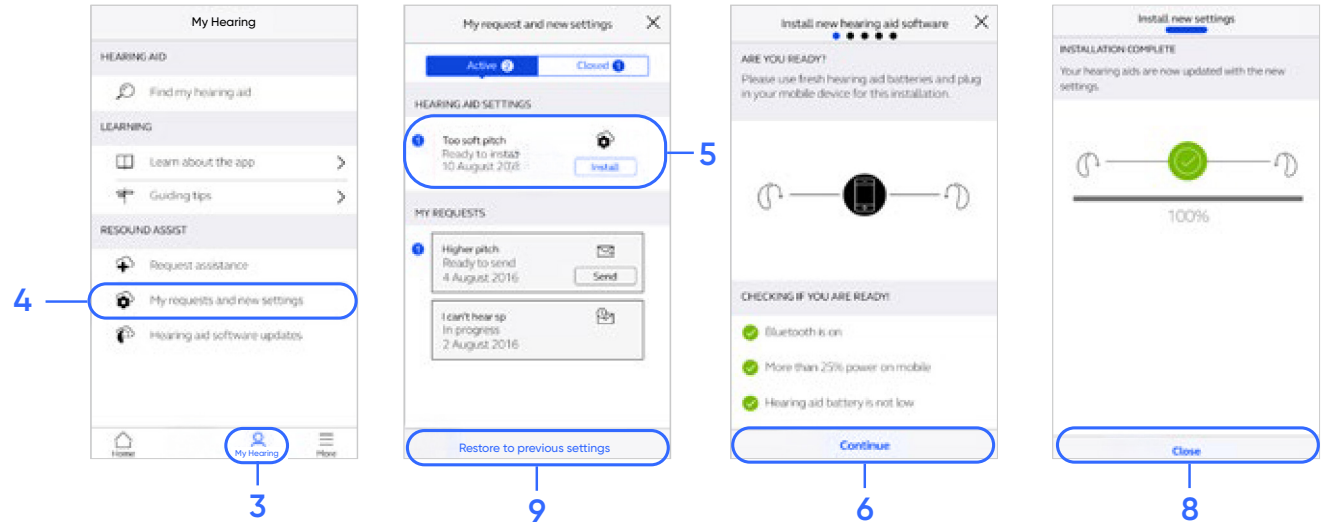 My Hearing
HEARING AID
Find my hearing aid
LEARNING
Learn about the app
Guiding tips
RESOUND ASSIST
Request assistance
4
My requests and new settings
Hearing aid software updates
Home
My Hearing
More
3
My request and new settings
Active 2
Closed 1
HEARING AID SETTINGS
1
Too soft pitch
Ready to install
10 August
Install
5
MY REQUESTS
1
Higher pitch
Ready to send
4 August 2016
Send
I can't hear sp
In progress
2 August 2016
Restore to previous settings
9
Install new hearing aid software
ARE YOU READY?
Please use fresh hearing aid batteries and plug
in your mobile device for this installation.
CHECKING IF YOU ARE READY!
Bluetooth is on
More than 25% power on mobile
Hearing aid battery is not low
Continue
6
Install new settings
INSTALLATION COMPLETE
Your hearing aids are now updated with the new
settings.
100%
Close
8